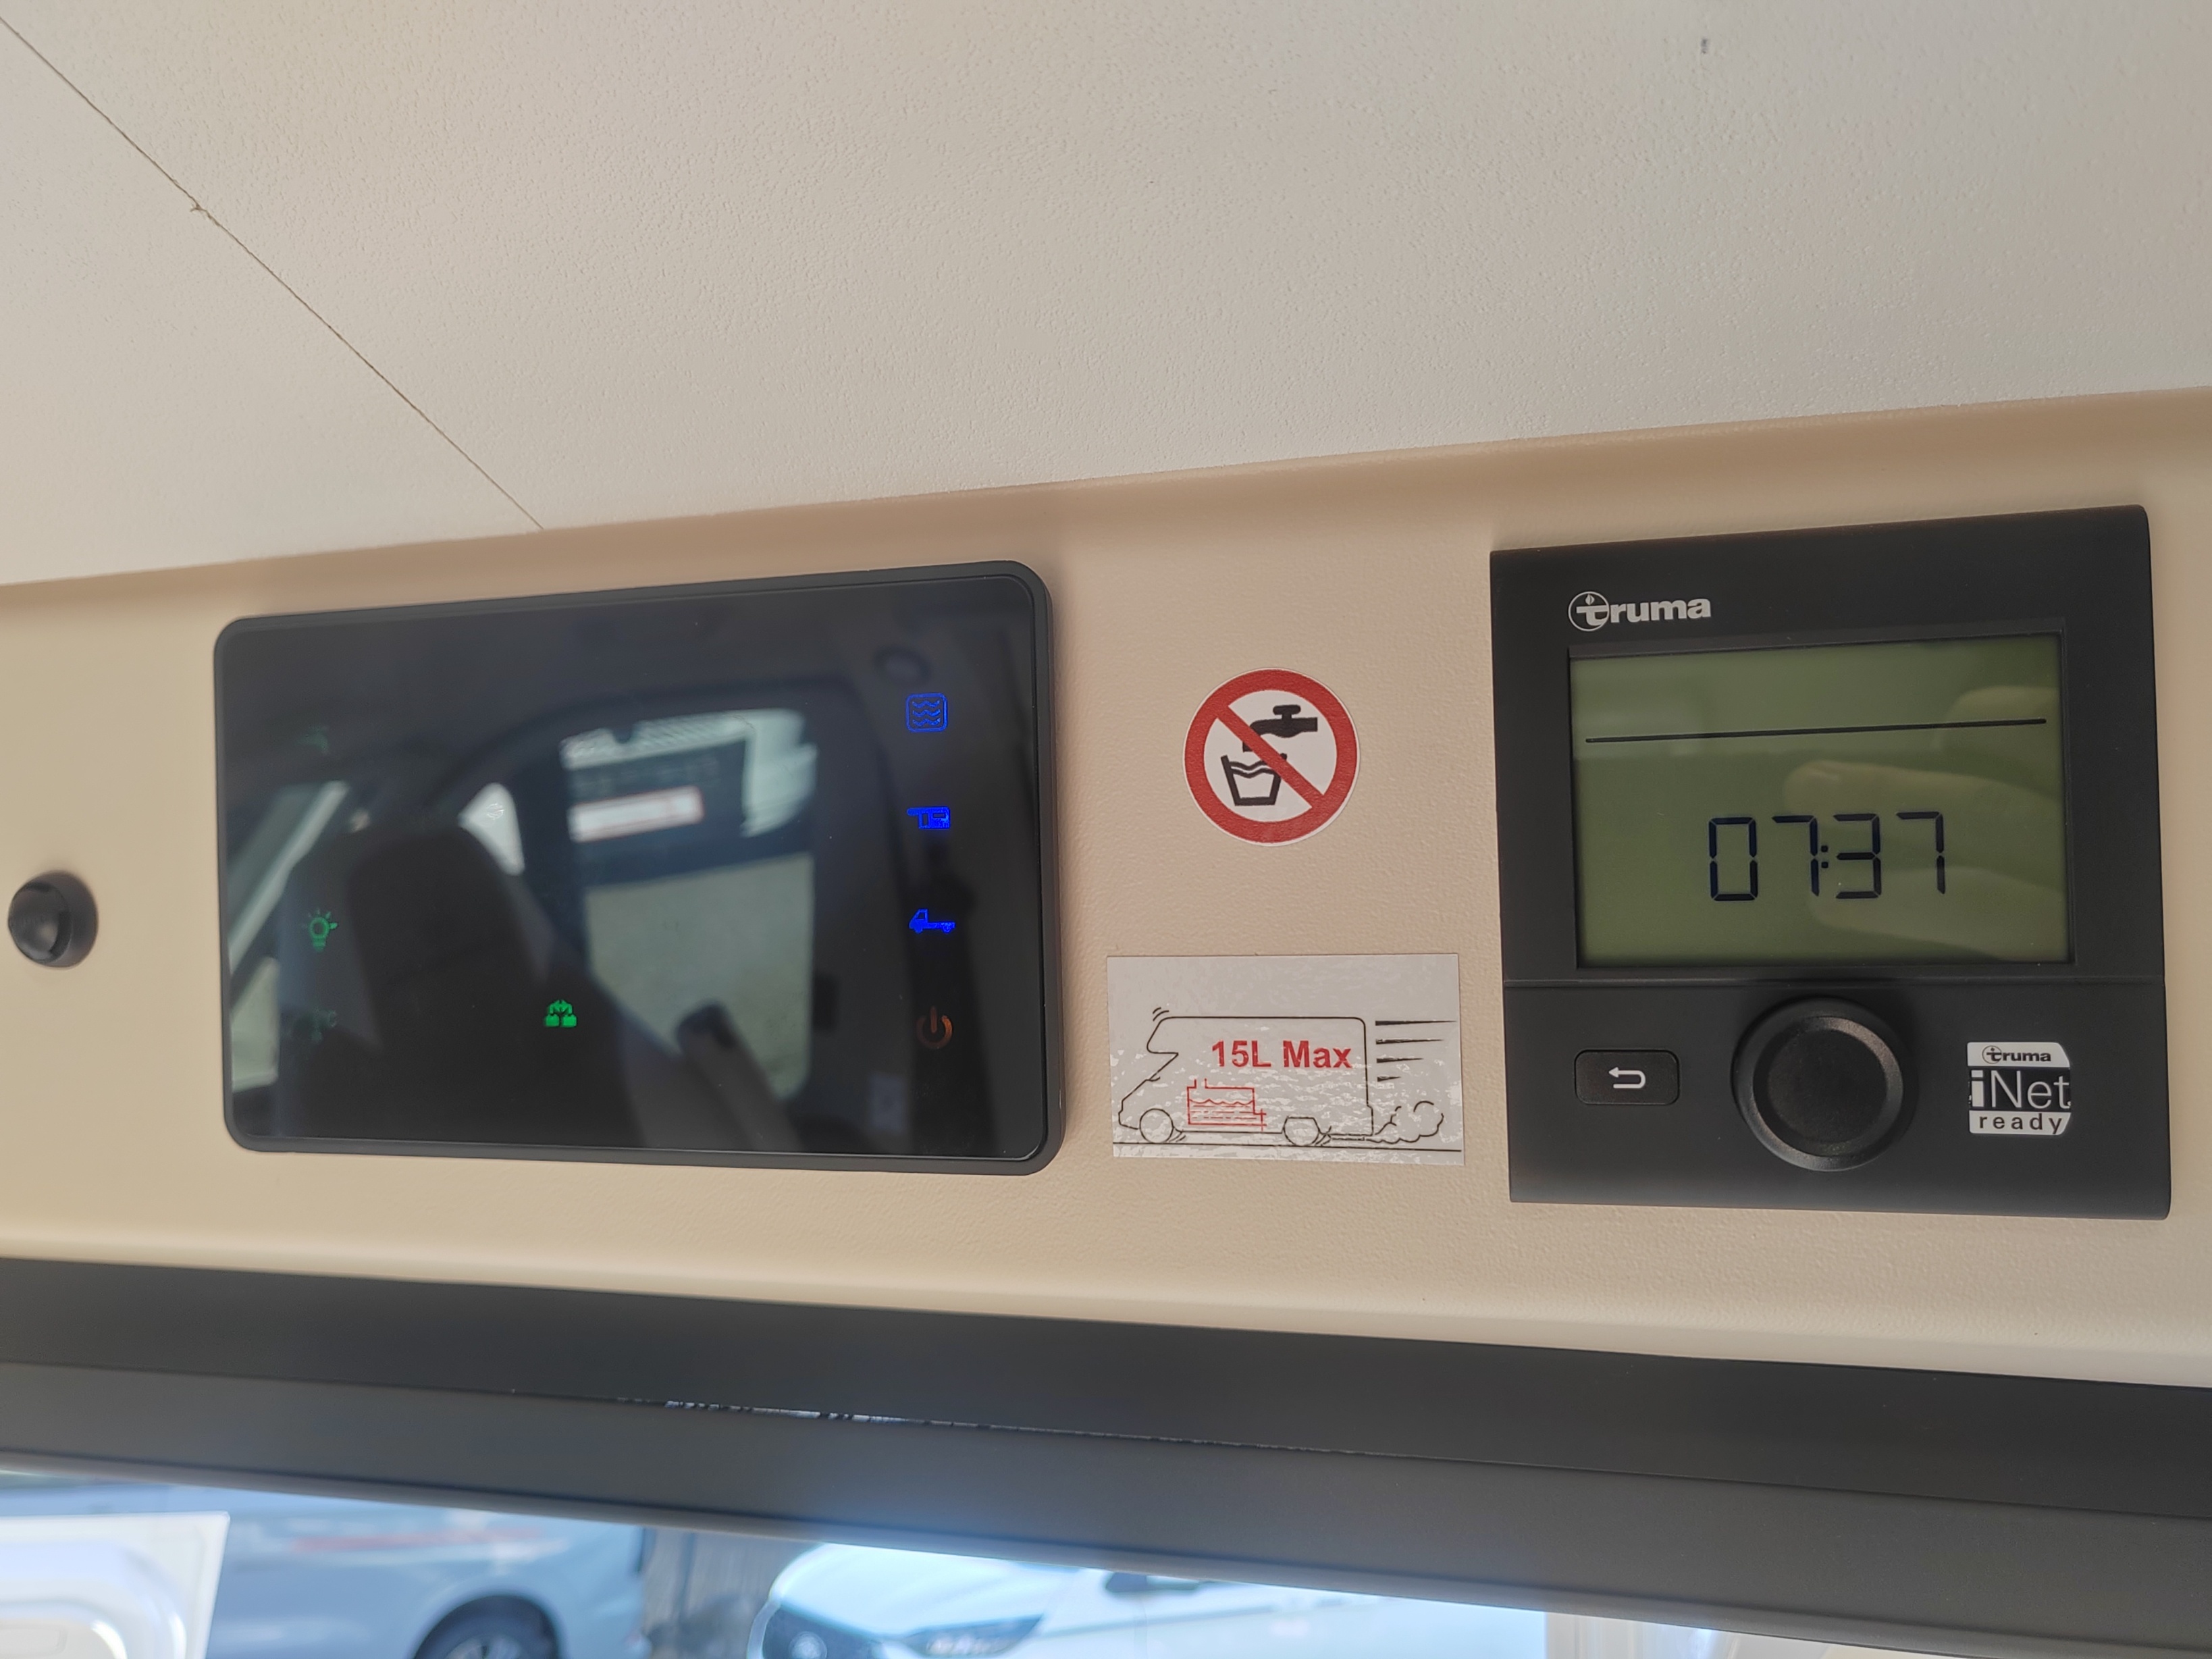 truma
07:37
15L Max
truma
iNet
ready